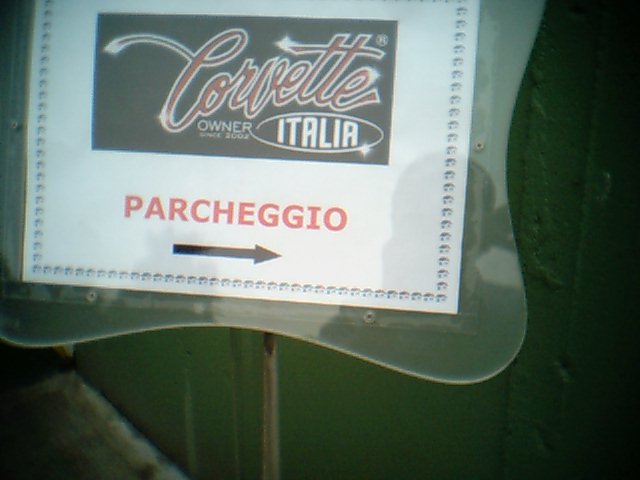 Corvette®
OWNER
SINCE 2002
ITALIA
PARCHEGGIO